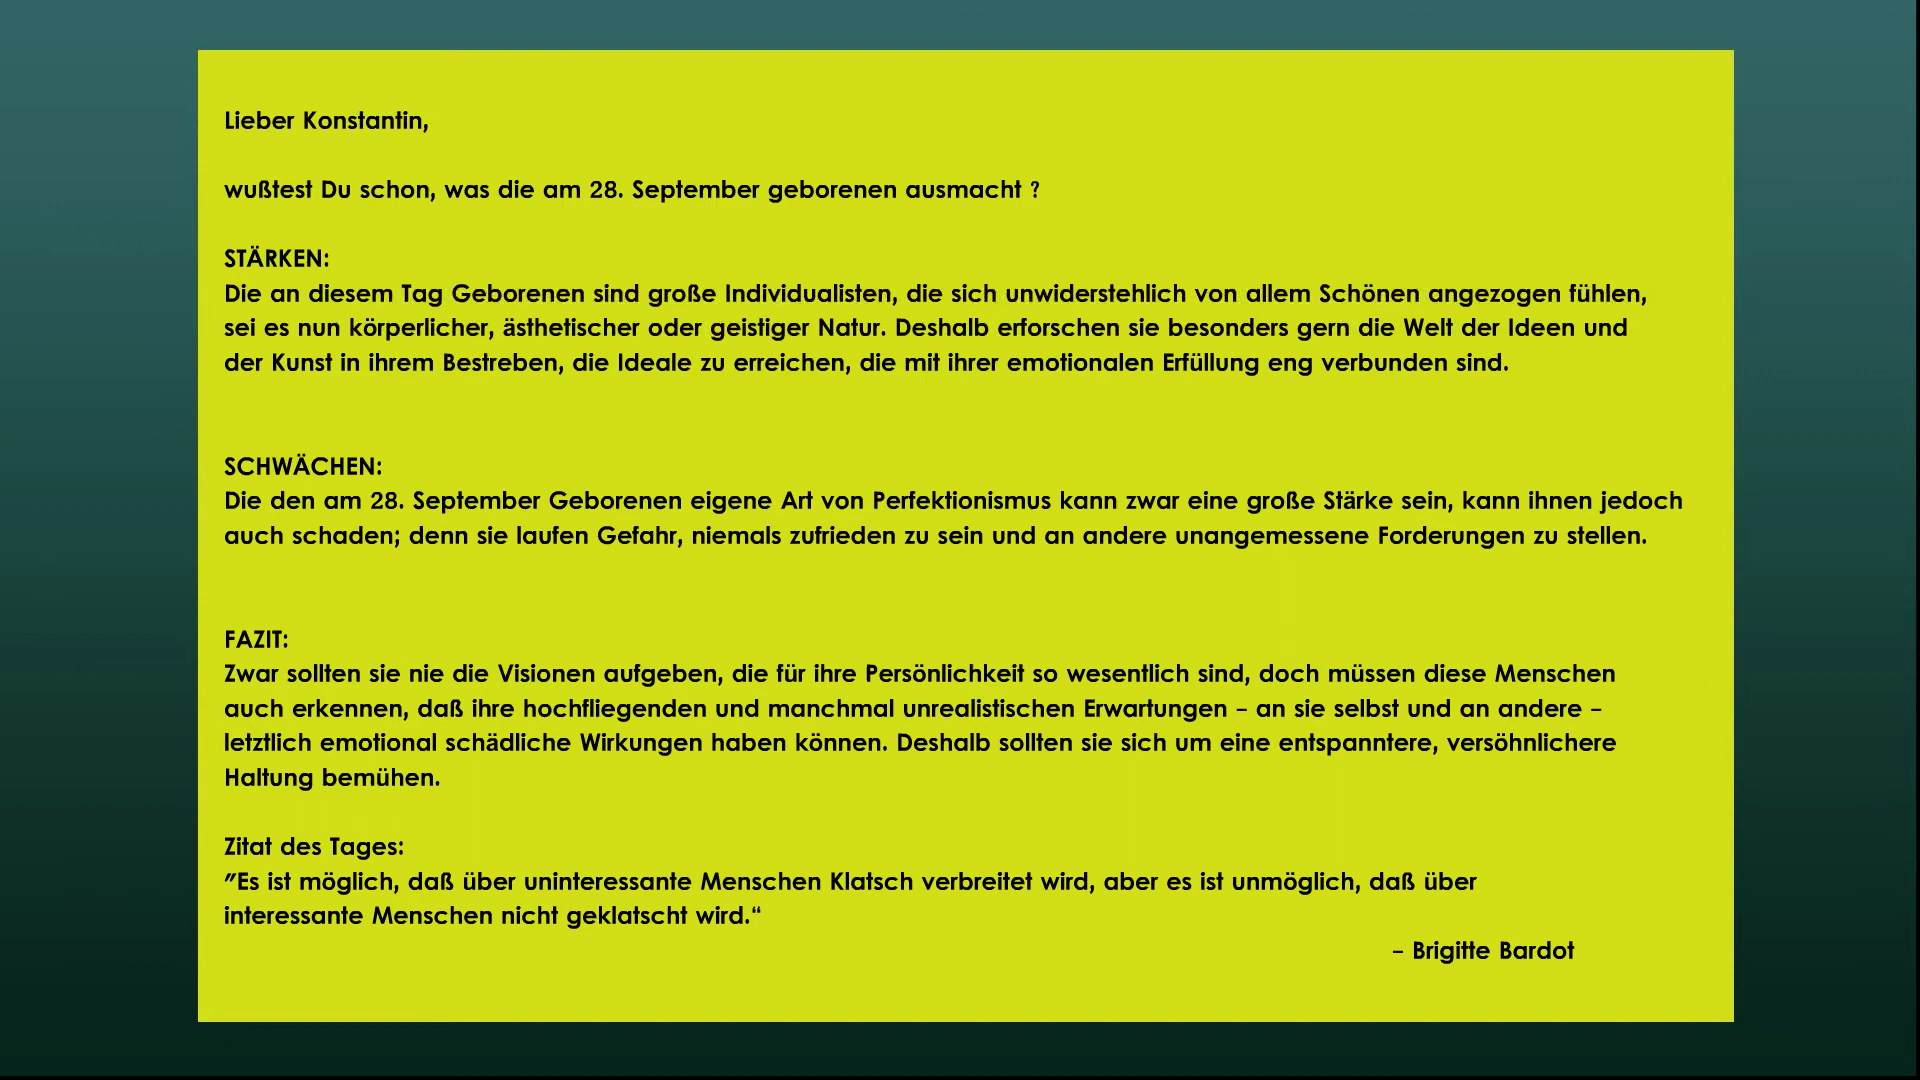 Lieber Konstantin,
wußtest Du schon, was die am 28. September geborenen ausmacht ?
STÄRKEN:
Die an diesem Tag Geborenen sind große Individualisten, die sich unwiderstehlich von allem Schönen angezogen fühlen,
sei es nun körperlicher, ästhetischer oder geistiger Natur. Deshalb erforschen sie besonders gern die Welt der Ideen und
der Kunst in ihrem Bestreben, die Ideale zu erreichen, die mit ihrer emotionalen Erfüllung eng verbunden sind.
SCHWÄCHEN:
Die den am 28. September Geborenen eigene Art von Perfektionismus kann zwar eine große Stärke sein, kann ihnen jedoch
auch schaden; denn sie laufen Gefahr, niemals zufrieden zu sein und an andere unangemessene Forderungen zu stellen.
FAZIT:
Zwar sollten sie nie die Visionen aufgeben, die für ihre Persönlichkeit so wesentlich sind, doch müssen diese Menschen
auch erkennen, daß ihre hochfliegenden und manchmal unrealistischen Erwartungen – an sie selbst und an andere –
letztlich emotional schädliche Wirkungen haben können. Deshalb sollten sie sich um eine entspanntere, versöhnlichere
Haltung bemühen.
Zitat des Tages:
"Es ist möglich, daß über uninteressante Menschen Klatsch verbreitet wird, aber es ist unmöglich, daß über
interessante Menschen nicht geklatscht wird.“
– Brigitte Bardot